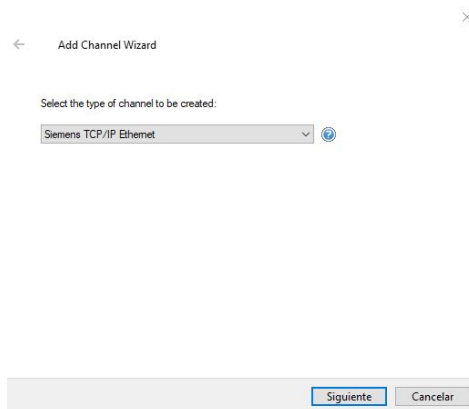 Add Channel Wizard
Select the type of channel to be created:
Siemens TCP/IP Ethernet
Siguiente
Cancelar